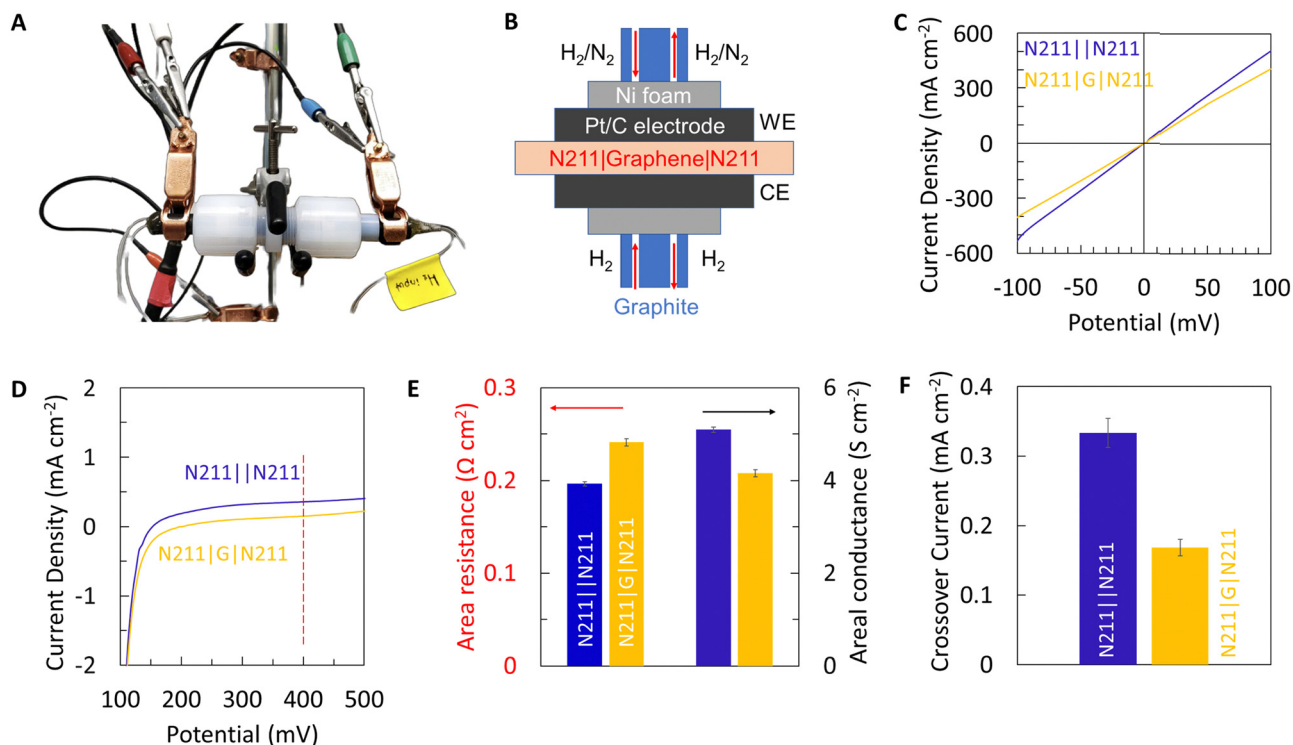 A
H₂ input
B
H₂/N₂
H₂/N₂
Ni foam
Pt/C electrode
WE
N211|Graphene|N211
CE
H₂
H₂
Graphite
C
Current Density (mA cm⁻²)
600
300
0
-300
-600
N211||N211
N211|G|N211
-100
-50
0
50
100
Potential (mV)
D
Current Density (mA cm⁻²)
2
1
0
-1
-2
N211||N211
N211|G|N211
100
200
300
400
500
Potential (mV)
E
Area resistance (Ω cm²)
0.3
0.2
0.1
0
N211||N211
N211|G|N211
6
4
2
0
Areal conductance (S cm⁻²)
F
Crossover Current (mA cm⁻²)
0.4
0.3
0.2
0.1
0
N211||N211
N211|G|N211